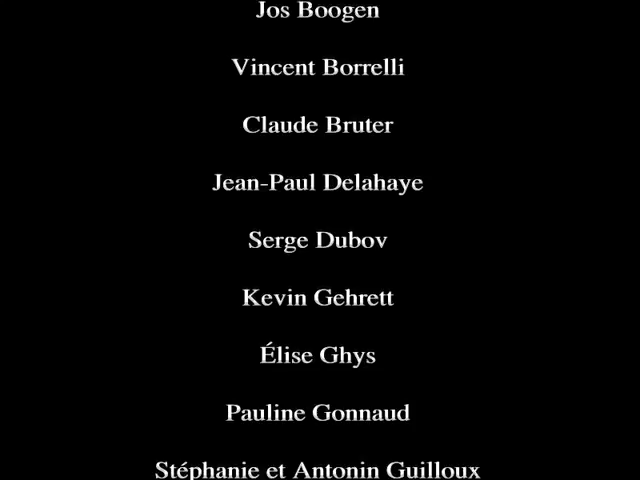 Jos Boogen
Vincent Borrelli
Claude Bruter
Jean-Paul Delahaye
Serge Dubov
Kevin Gehrett
Élise Ghys
Pauline Gonnaud
Stéphanie et Antonin Guilloux